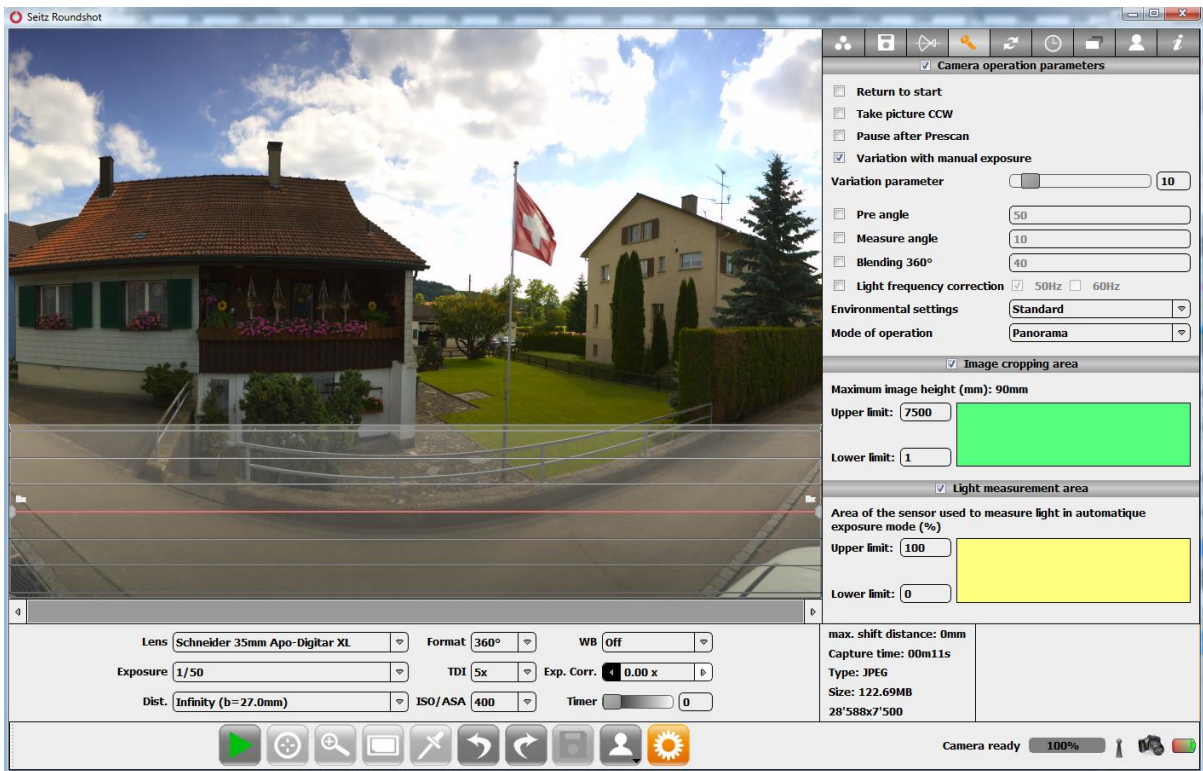 Seitz Roundshot
Camera operation parameters
Return to start
Take picture CCW
Pause after Prescan
Variation with manual exposure
Variation parameter 10
Pre angle 50
Measure angle 10
Blending 360° 40
Light frequency correction 50Hz 60Hz
Environmental settings Standard
Mode of operation Panorama
Image cropping area
Maximum image height (mm): 90mm
Upper limit: 7500
Lower limit: 1
Light measurement area
Area of the sensor used to measure light in automatique
exposure mode (%)
Upper limit: 100
Lower limit: 0
Lens Schneider 35mm Apo-Digitar XL Format 360° WB Off
Exposure 1/50 TDI 5x Exp. Corr. 0.00 x
Dist. Infinity (b=27.0mm) ISO/ASA 400 Timer 0
max. shift distance: 0mm
Capture time: 00m11s
Type: JPEG
Size: 122.69MB
28'588x7'500
Camera ready 100%